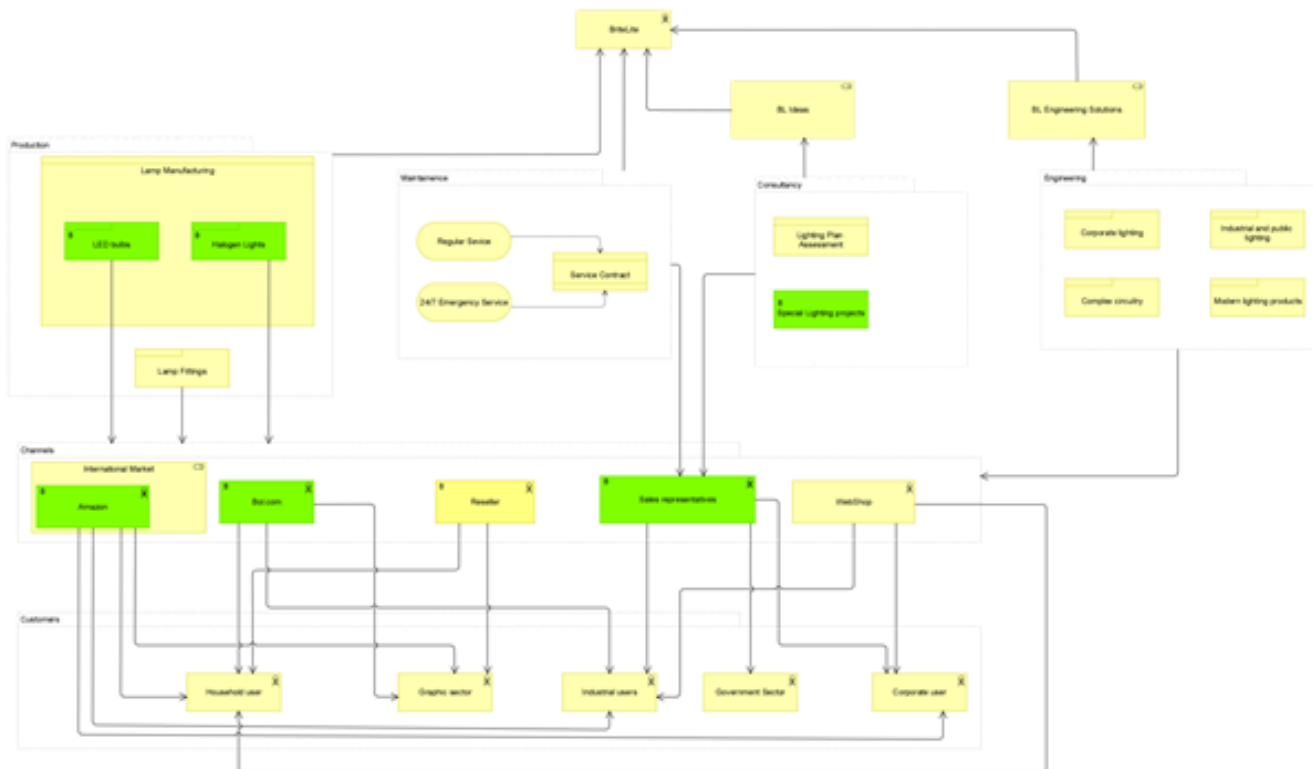 BriteLite
BL Ideas
BL Engineering Solutions
Production
Lamp Manufacturing
LED bulbs
Halogen Lights
Lamp Fittings
Maintainence
Regular Sevice
24/7 Emergency Service
Service Contract
Consultancy
Lighting Plan
Assessment
$
Special Lighting projects
Engineering
Corporate lighting
Industrial and public
lighting
Complex circuitry
Modern lighting products
Channels
International Market
Amazon
Bol.com
Reseller
Sales representatives
WebShop
Customers
Household user
Graphic sector
Industrial users
Government Sector
Corporate user